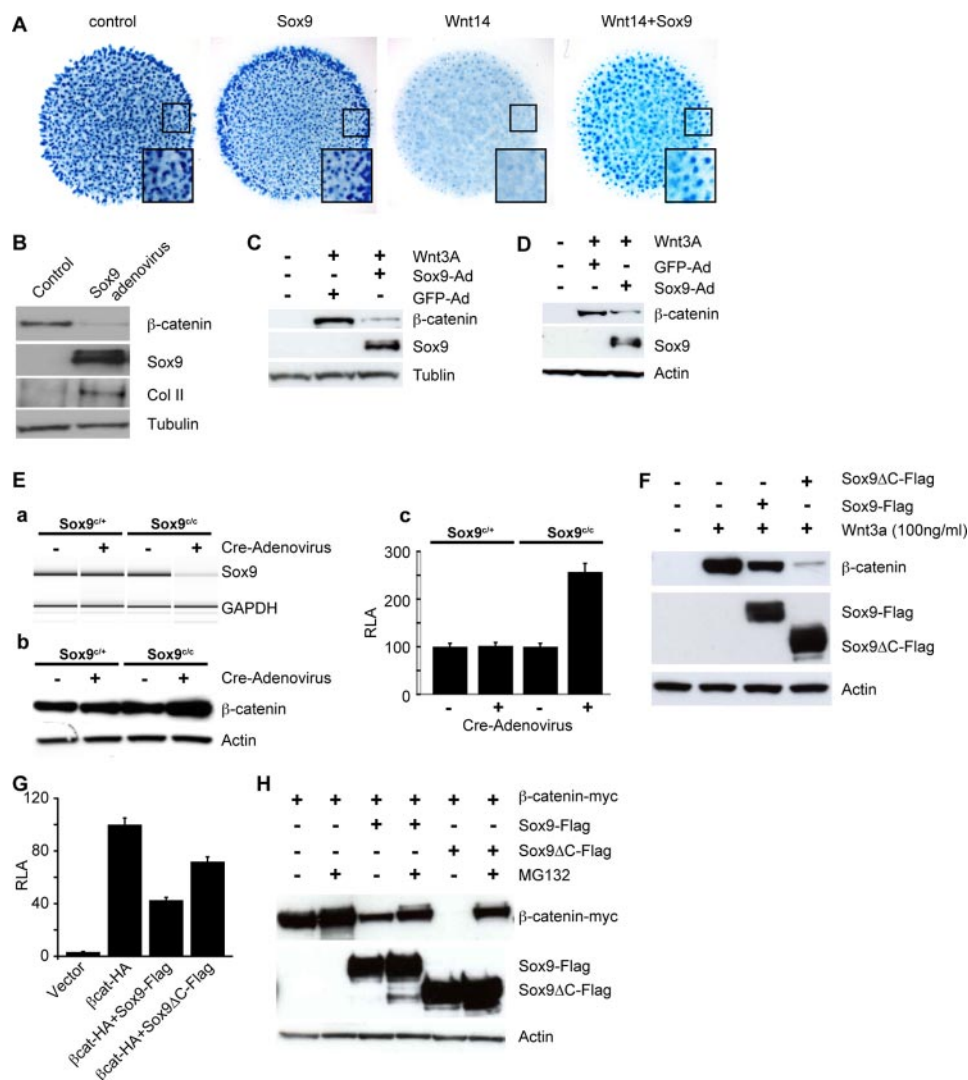 A
control
Sox9
Wnt14
Wnt14+Sox9
B
Control
Sox9
adenovirus
β-catenin
Sox9
Col II
Tubulin
C
- + + Wnt3A
- - + Sox9-Ad
- + - GFP-Ad
β-catenin
Sox9
Tublin
D
- + + Wnt3A
- + - GFP-Ad
- - + Sox9-Ad
β-catenin
Sox9
Actin
E
a
Sox9c/+ Sox9c/c
- + - + Cre-Adenovirus
Sox9
GAPDH
b
Sox9c/+ Sox9c/c
- + - + Cre-Adenovirus
β-catenin
Actin
c
Sox9c/+ Sox9c/c
300
250
200
100
0
RLA
- + - +
Cre-Adenovirus
F
- - - + Sox9ΔC-Flag
- - + - Sox9-Flag
- + + + Wnt3a (100ng/ml)
β-catenin
Sox9-Flag
Sox9ΔC-Flag
Actin
G
120
80
40
0
RLA
Vector
βcat-HA
βcat-HA+Sox9-Flag
βcat-HA+Sox9ΔC-Flag
H
+ + + + + + β-catenin-myc
- - + + - - Sox9-Flag
- - - - + + Sox9ΔC-Flag
- + - + - + MG132
β-catenin-myc
Sox9-Flag
Sox9ΔC-Flag
Actin